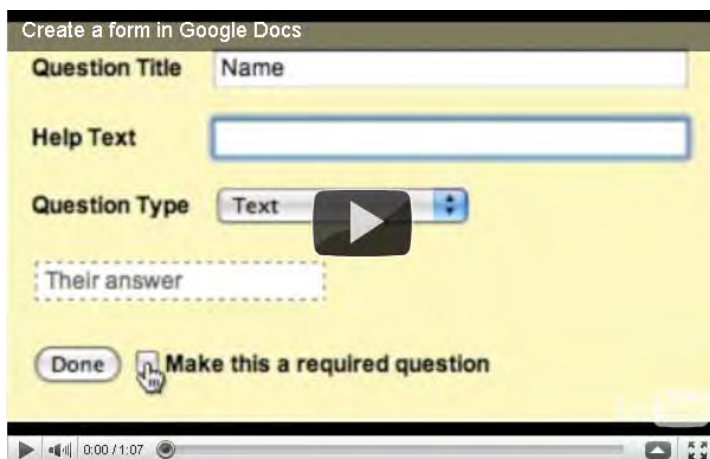 Create a form in Google Docs
Question Title Name
Help Text
Question Type Text
Their answer
Done Make this a required question
0:00 / 1:07